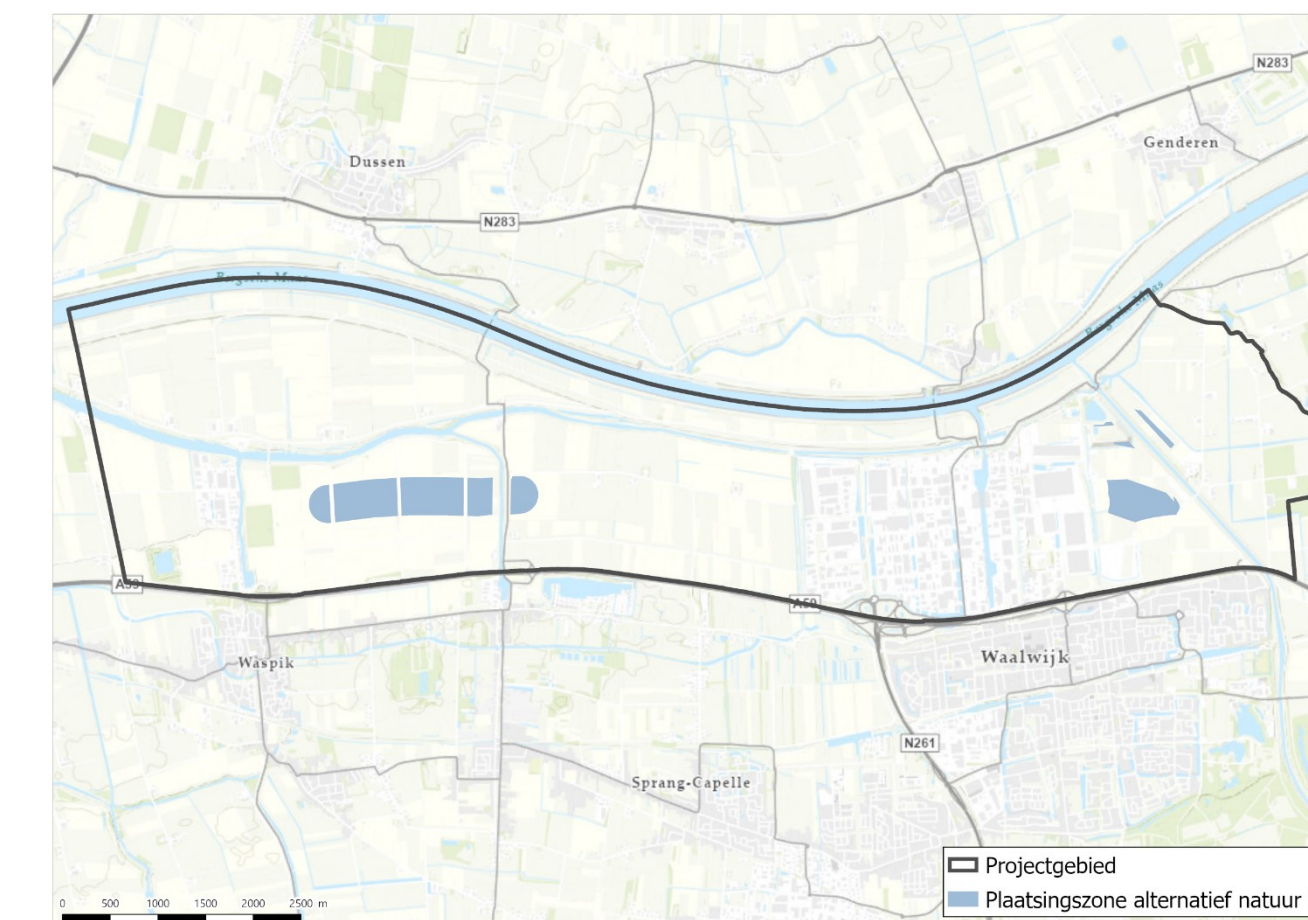 N283
Genderen
Dussen
N283
Bergsche Maas
Bergsche Maas
A59
A59
Waspik
Waalwijk
N261
Sprang-Capelle
Projectgebied
Plaatsingszone alternatief natuur
0 500 1000 1500 2000 2500 m